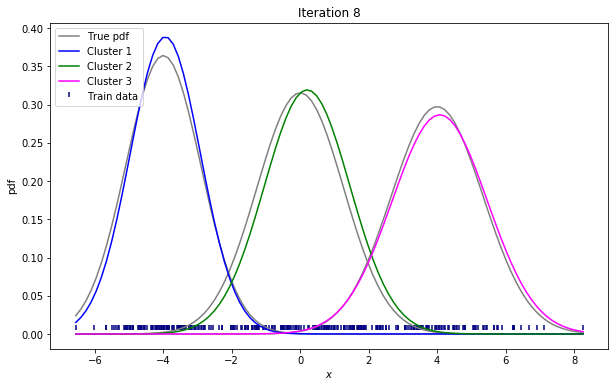 Iteration 8
True pdf
Cluster 1
Cluster 2
Cluster 3
Train data
0.40
0.35
0.30
0.25
0.20
0.15
0.10
0.05
0.00
pdf
−6 −4 −2 0 2 4 6 8
x